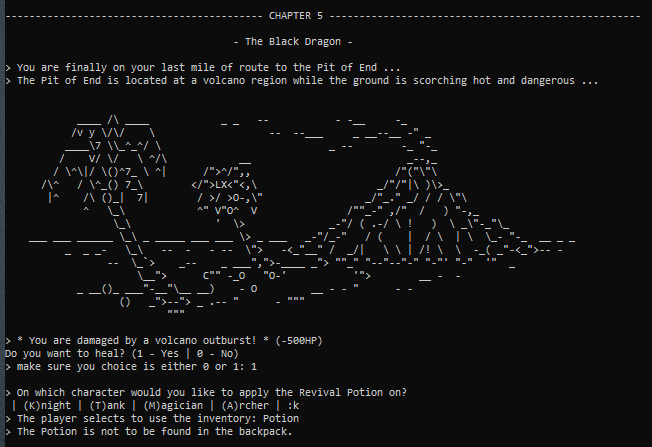 CHAPTER 5
- The Black Dragon -
> You are finally on your last mile of route to the Pit of End ...
> The Pit of End is located at a volcano region while the ground is scorching hot and dangerous ...
> * You are damaged by a volcano outburst! * (-500HP)
Do you want to heal? (1 - Yes | 0 - No)
> make sure you choice is either 0 or 1: 1
> On which character would you like to apply the Revival Potion on?
| (K)night | (T)ank | (M)agician | (A)rcher | :k
> The player selects to use the inventory: Potion
> The Potion is not to be found in the backpack.